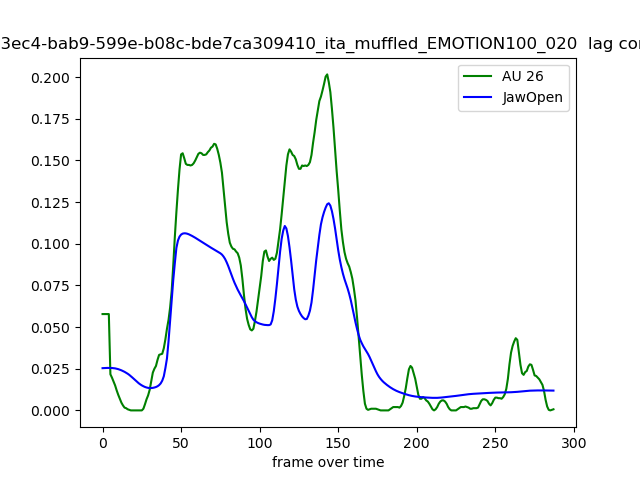 3ec4-bab9-599e-b08c-bde7ca309410_ita_muffled_EMOTION100_020 lag
AU 26
JawOpen
0.200
0.175
0.150
0.125
0.100
0.075
0.050
0.025
0.000
0 50 100 150 200 250 300
frame over time